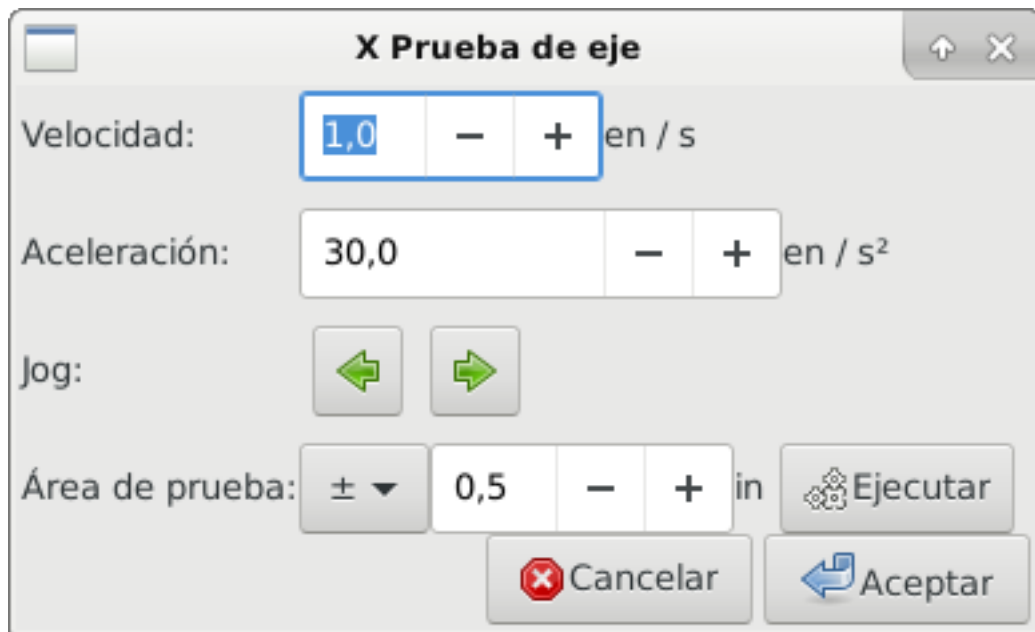 X Prueba de eje
Velocidad: 1,0 − + en / s
Aceleración: 30,0 − + en / s²
Jog:
Área de prueba: ± 0,5 − + in Ejecutar
Cancelar Aceptar